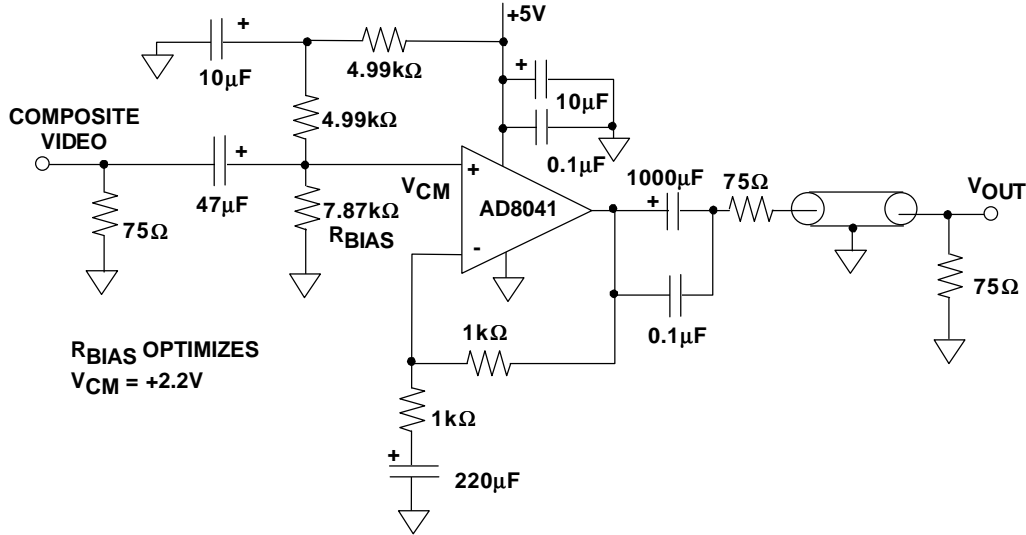 +5V
+
10μF
4.99kΩ
+
10μF
4.99kΩ
0.1μF
COMPOSITE
VIDEO
+
47μF
75Ω
7.87kΩ
RBIAS
VCM
+
-
AD8041
1000μF
+
75Ω
VOUT
75Ω
0.1μF
1kΩ
1kΩ
+
220μF
RBIAS OPTIMIZES
VCM = +2.2V